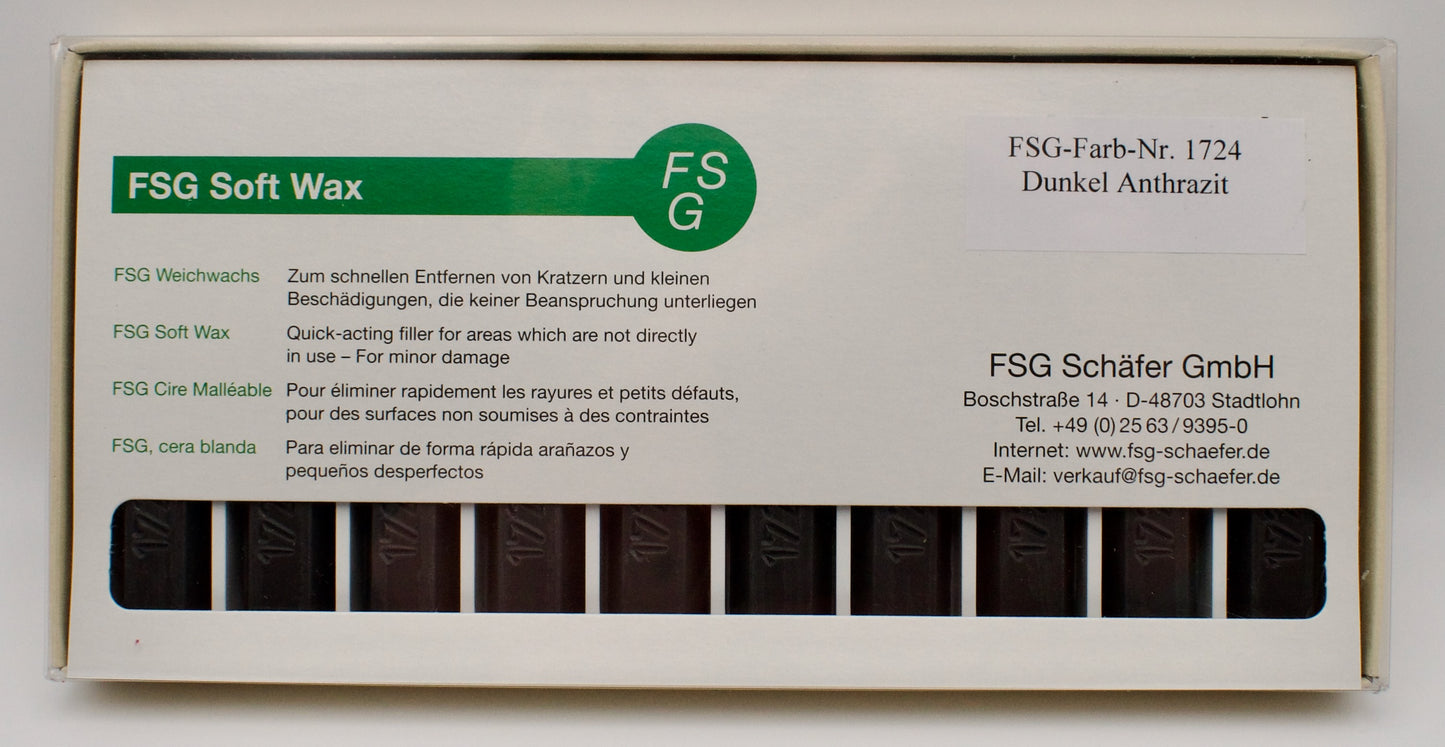 FSG Soft Wax
FS
G
FSG-Farb-Nr. 1724
Dunkel Anthrazit
FSG Weichwachs Zum schnellen Entfernen von Kratzern und kleinen
Beschädigungen, die keiner Beanspruchung unterliegen
FSG Soft Wax Quick-acting filler for areas which are not directly
in use – For minor damage
FSG Cire Malléable Pour éliminer rapidement les rayures et petits défauts,
pour des surfaces non soumises à des contraintes
FSG, cera blanda Para eliminar de forma rápida arañazos y
pequeños desperfectos
FSG Schäfer GmbH
Boschstraße 14 · D-48703 Stadtlohn
Tel. +49 (0) 25 63 / 9395-0
Internet: www.fsg-schaefer.de
E-Mail: verkauf@fsg-schaefer.de